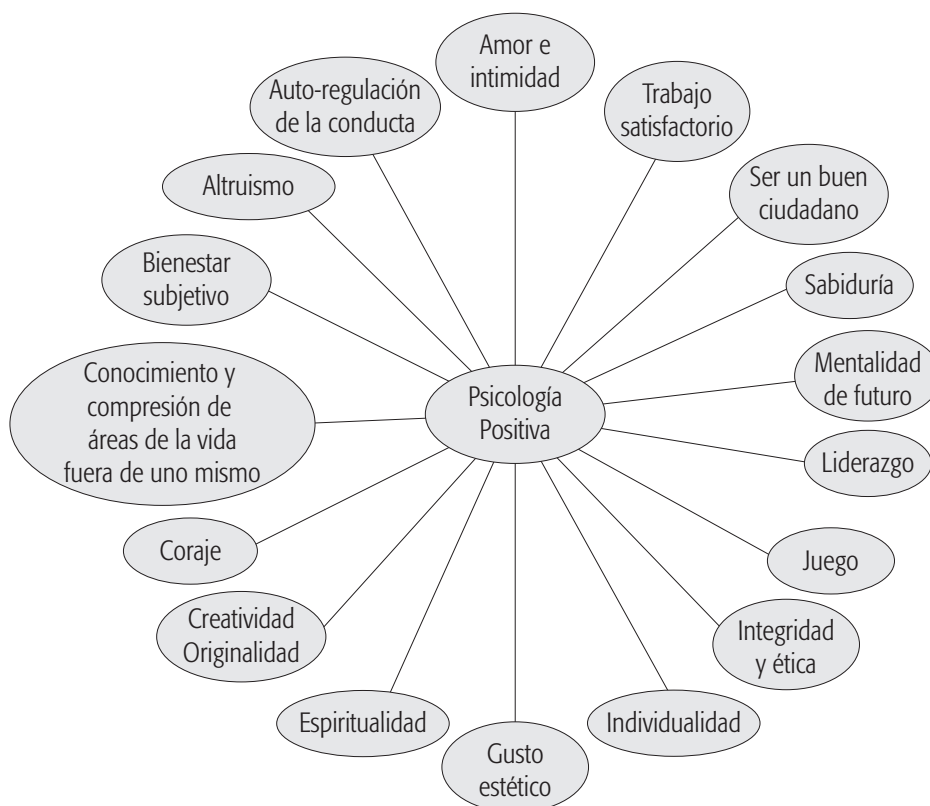 Amor e
intimidad
Trabajo
satisfactorio
Ser un buen
ciudadano
Sabiduría
Mentalidad
de futuro
Liderazgo
Juego
Integridad
y ética
Individualidad
Gusto
estético
Espiritualidad
Creatividad
Originalidad
Coraje
Conocimiento y
compresión de
áreas de la vida
fuera de uno mismo
Bienestar
subjetivo
Altruismo
Auto-regulación
de la conducta
Psicología
Positiva